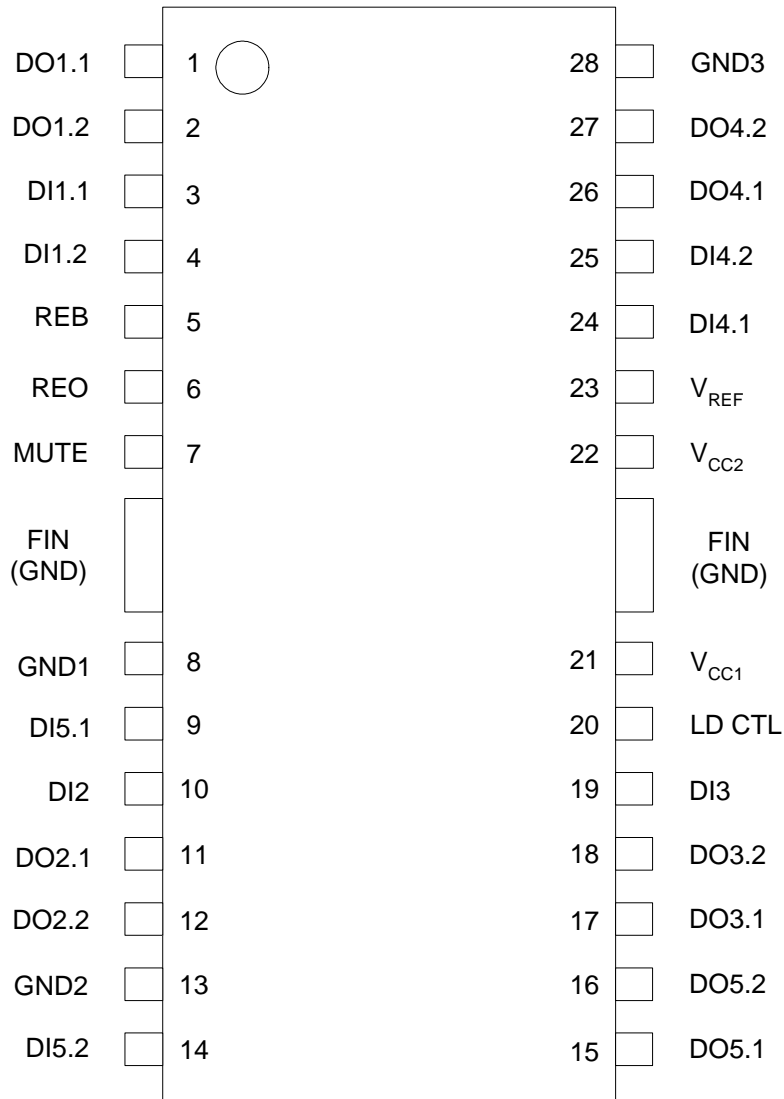 DO1.1 1 28 GND3
DO1.2 2 27 DO4.2
DI1.1 3 26 DO4.1
DI1.2 4 25 DI4.2
REB 5 24 DI4.1
REO 6 23 VREF
MUTE 7 22 VCC2
FIN FIN
(GND) (GND)
GND1 8 21 VCC1
DI5.1 9 20 LD CTL
DI2 10 19 DI3
DO2.1 11 18 DO3.2
DO2.2 12 17 DO3.1
GND2 13 16 DO5.2
DI5.2 14 15 DO5.1